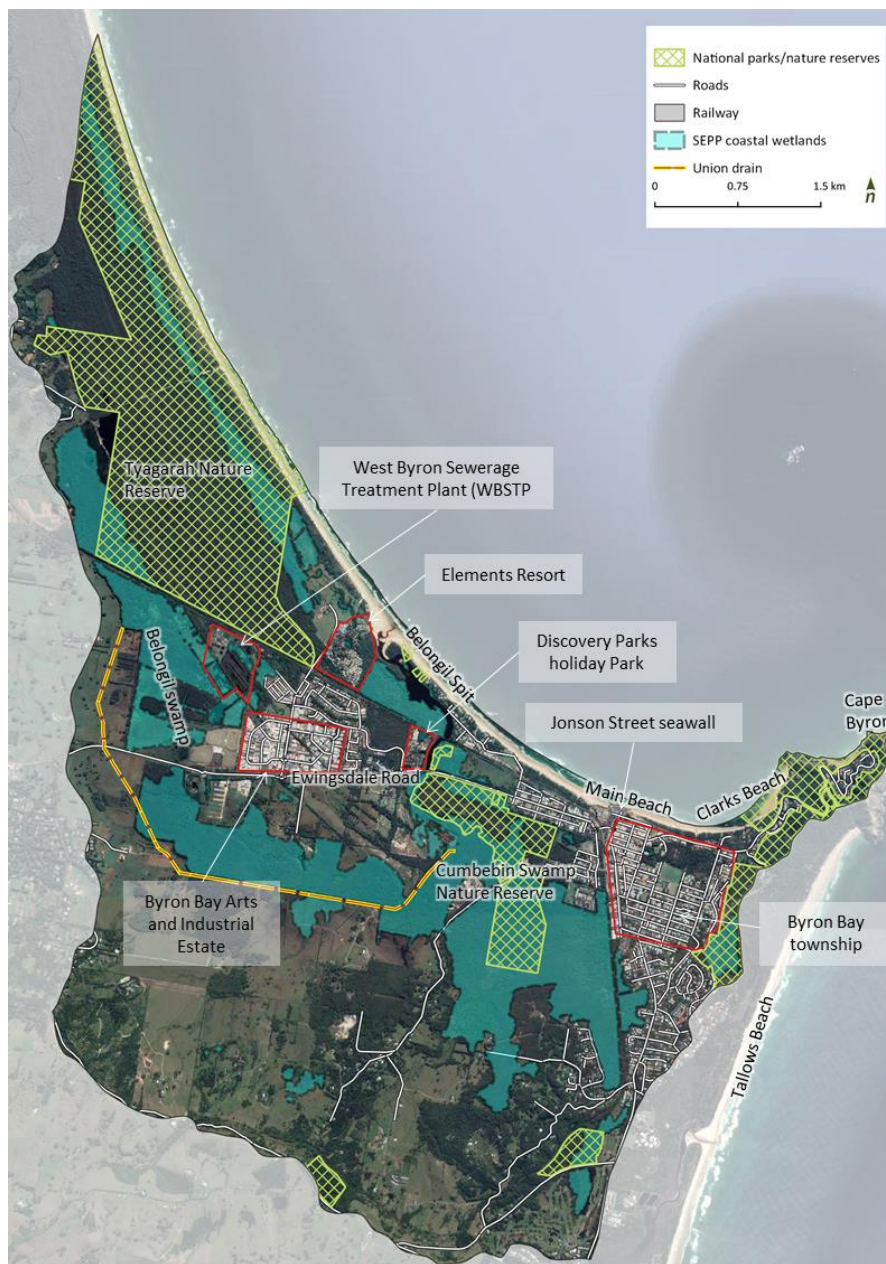 National parks/nature reserves
Roads
Railway
SEPP coastal wetlands
Union drain
0 0.75 1.5 km
n
Tyagarah Nature
Reserve
West Byron Sewerage
Treatment Plant (WBSTP
Elements Resort
Belongil Spit
Discovery Parks
holiday Park
Belongil swamp
Jonson Street seawall
Cape
Byron
Ewingsdale Road
Main Beach
Clarks Beach
Cumbebin Swamp
Nature Reserve
Byron Bay Arts
and Industrial
Estate
Byron Bay
township
Tallows Beach